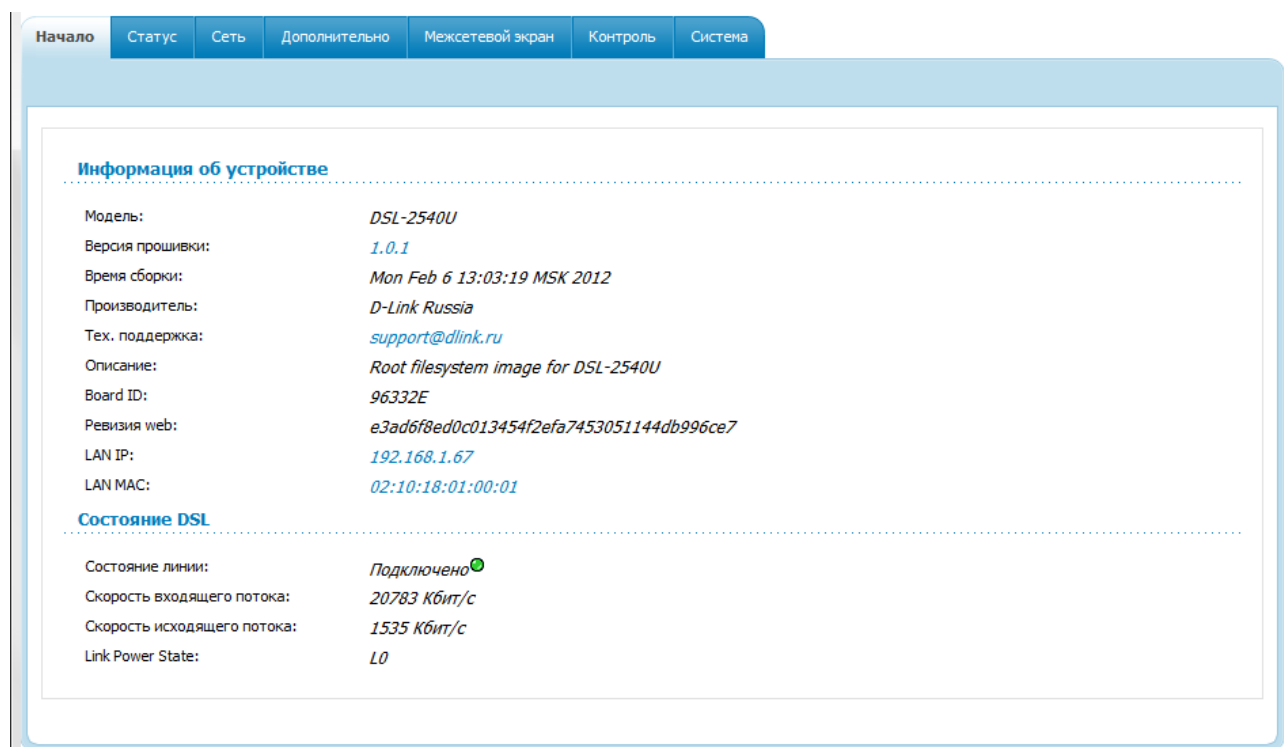 Начало Статус Сеть Дополнительно Межсетевой экран Контроль Система
Информация об устройстве
Модель: DSL-2540U
Версия прошивки: 1.0.1
Время сборки: Mon Feb 6 13:03:19 MSK 2012
Производитель: D-Link Russia
Тех. поддержка: support@dlink.ru
Описание: Root filesystem image for DSL-2540U
Board ID: 96332E
Ревизия web: e3ad6f8ed0c013454f2efa7453051144db996ce7
LAN IP: 192.168.1.67
LAN MAC: 02:10:18:01:00:01
Состояние DSL
Состояние линии: Подключено
Скорость входящего потока: 20783 Кбит/с
Скорость исходящего потока: 1535 Кбит/с
Link Power State: L0